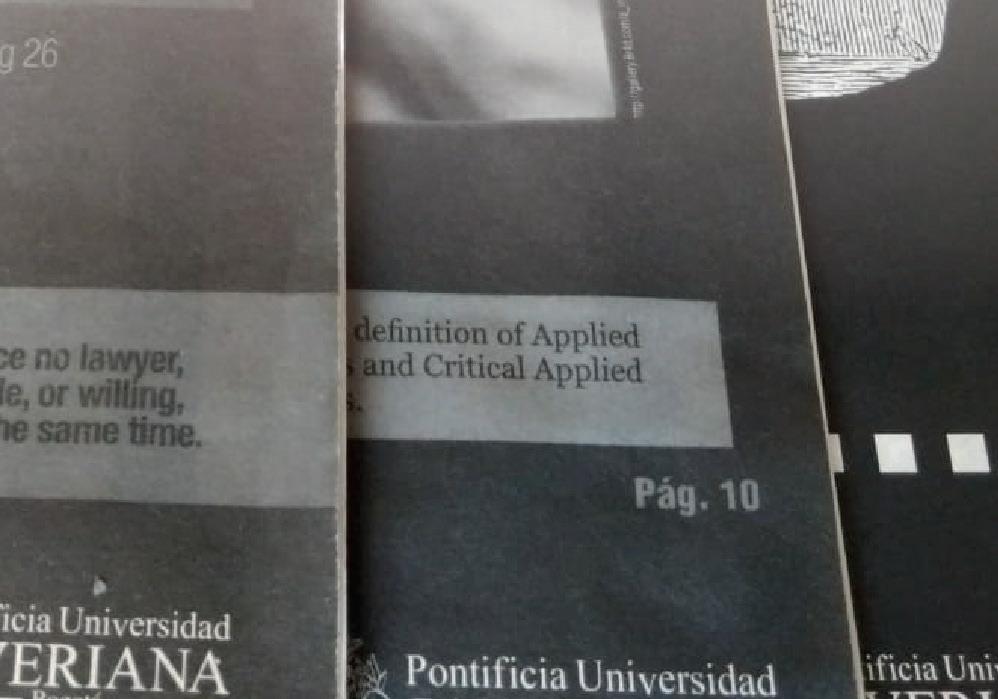 g 26
ce no lawyer,
le, or willing,
he same time.
ficia Universidad
VERIANA
definition of Applied
s and Critical Applied
s.
Pág. 10
Pontificia Universidad
ificia Unis